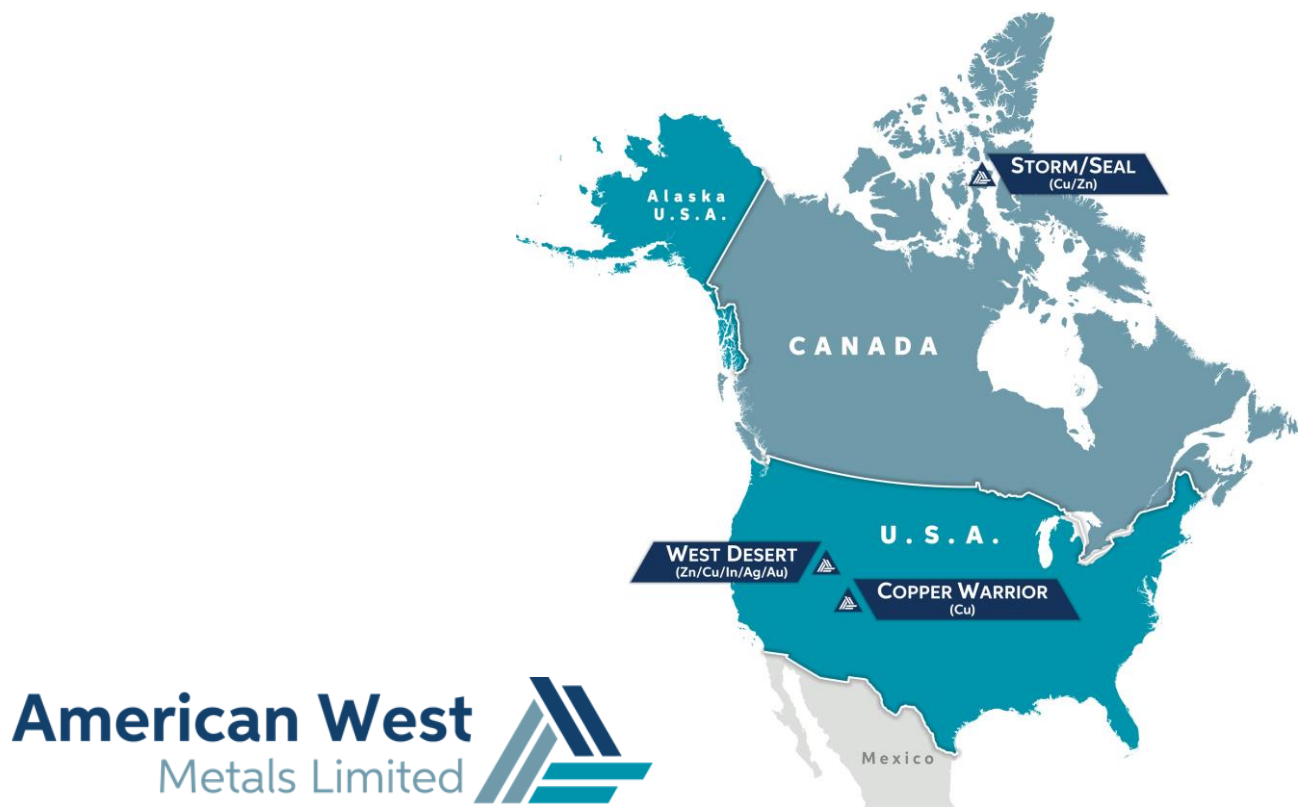 STORM/SEAL
(Cu/Zn)
Alaska
U.S.A.
CANADA
U.S.A.
WEST DESERT
(Zn/Cu/In/Ag/Au)
COPPER WARRIOR
(Cu)
Mexico
American West
Metals Limited